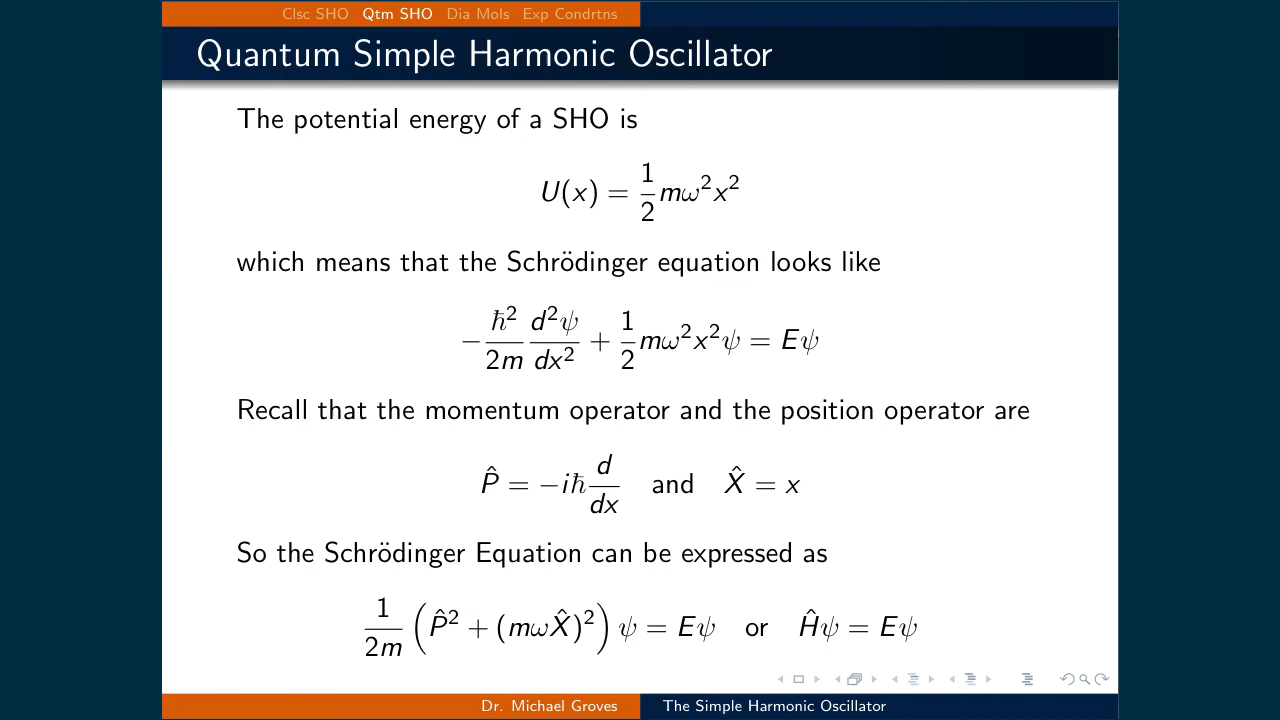 Clsc SHO Qtm SHO Dia Mols Exp Condrtns
Quantum Simple Harmonic Oscillator
The potential energy of a SHO is
U(x) = 1/2 mω²x²
which means that the Schrödinger equation looks like
−ħ²/2m d²ψ/dx² + 1/2 mω²x²ψ = Eψ
Recall that the momentum operator and the position operator are
P̂ = −iħ d/dx and X̂ = x
So the Schrödinger Equation can be expressed as
1/2m (P̂² + (mωX̂)²) ψ = Eψ or Ĥψ = Eψ
Dr. Michael Groves The Simple Harmonic Oscillator